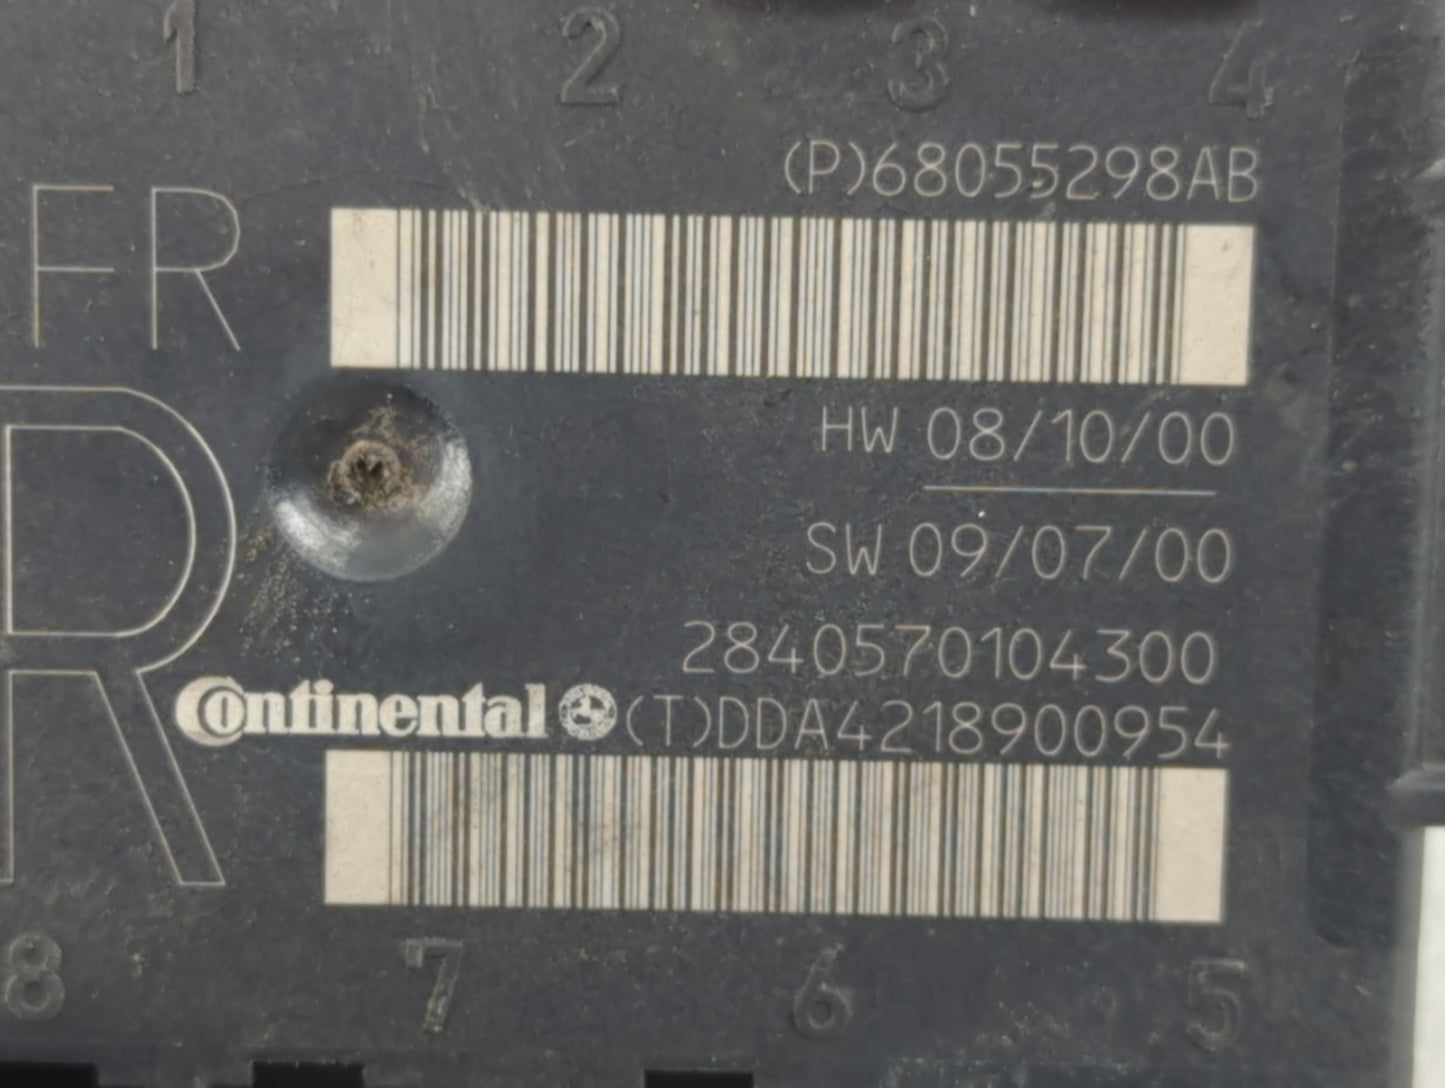 1 2 3 4
(P)68055298AB
FR
HW 08/10/00
R
SW 09/07/00
2840570104300
Continental (T)DDA4218900954
8 7 6 5